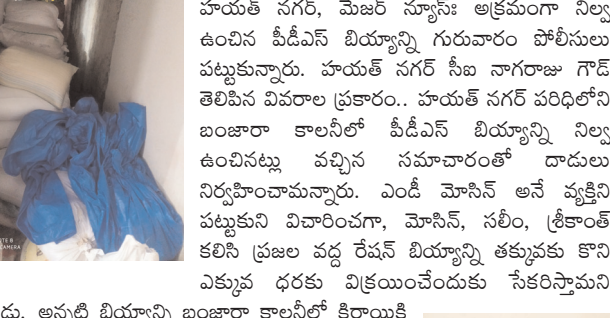 హయత్ నగర్, మేజర్ న్యూస్ః అక్రమంగా నిల్వ
ఉంచిన పీడీఎస్ బియ్యాన్ని గురువారం పోలీసులు
పట్టుకున్నారు. హయత్ నగర్ సీఐ నాగరాజు గౌడ్
తెలిపిన వివరాల ప్రకారం.. హయత్ నగర్ పరిధిలోని
బంజారా కాలనీలో పీడీఎస్ బియ్యాన్ని నిల్వ
ఉంచినట్లు వచ్చిన సమాచారంతో దాడులు
నిర్వహించామన్నారు. ఎండీ మోసిన్ అనే వ్యక్తిని
పట్టుకుని విచారించగా, మోసిన్, సలీం, శ్రీకాంత్
కలిసి ప్రజల వద్ద రేషన్ బియ్యాన్ని తక్కువకు కొని
ఎక్కువ ధరకు విక్రయించేందుకు సేకరిస్తామని
బియ్యాన్ని బంజారా కాలనీలో కిరాయికి